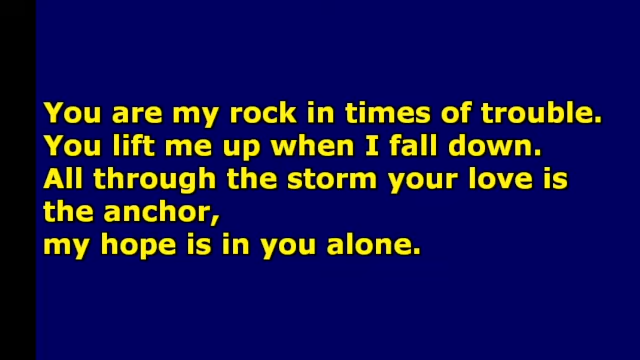 You are my rock in times of trouble.
You lift me up when I fall down.
All through the storm your love is
the anchor,
my hope is in you alone.